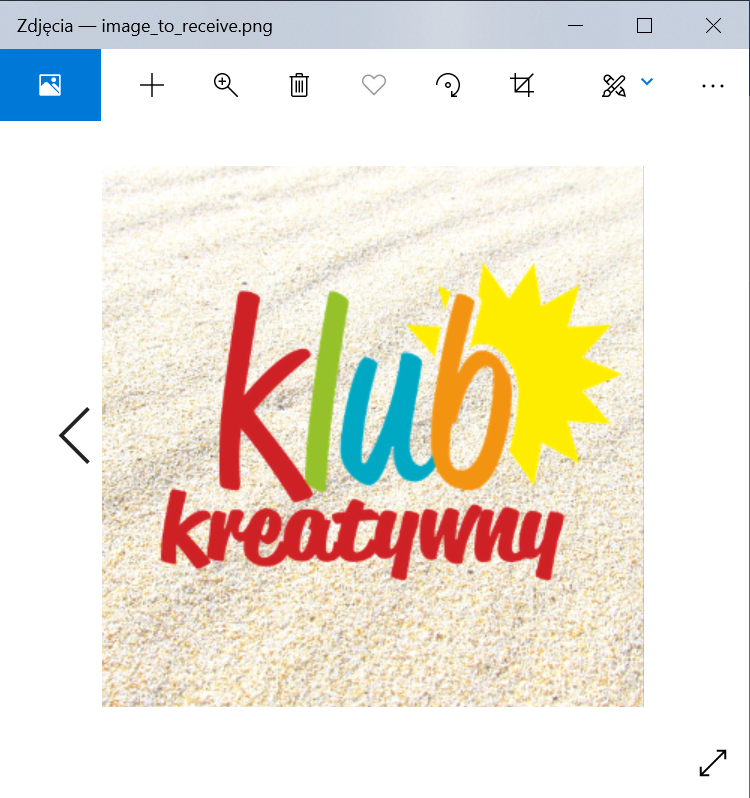 Zdjęcia — image_to_receive.png
klub
kreatywny